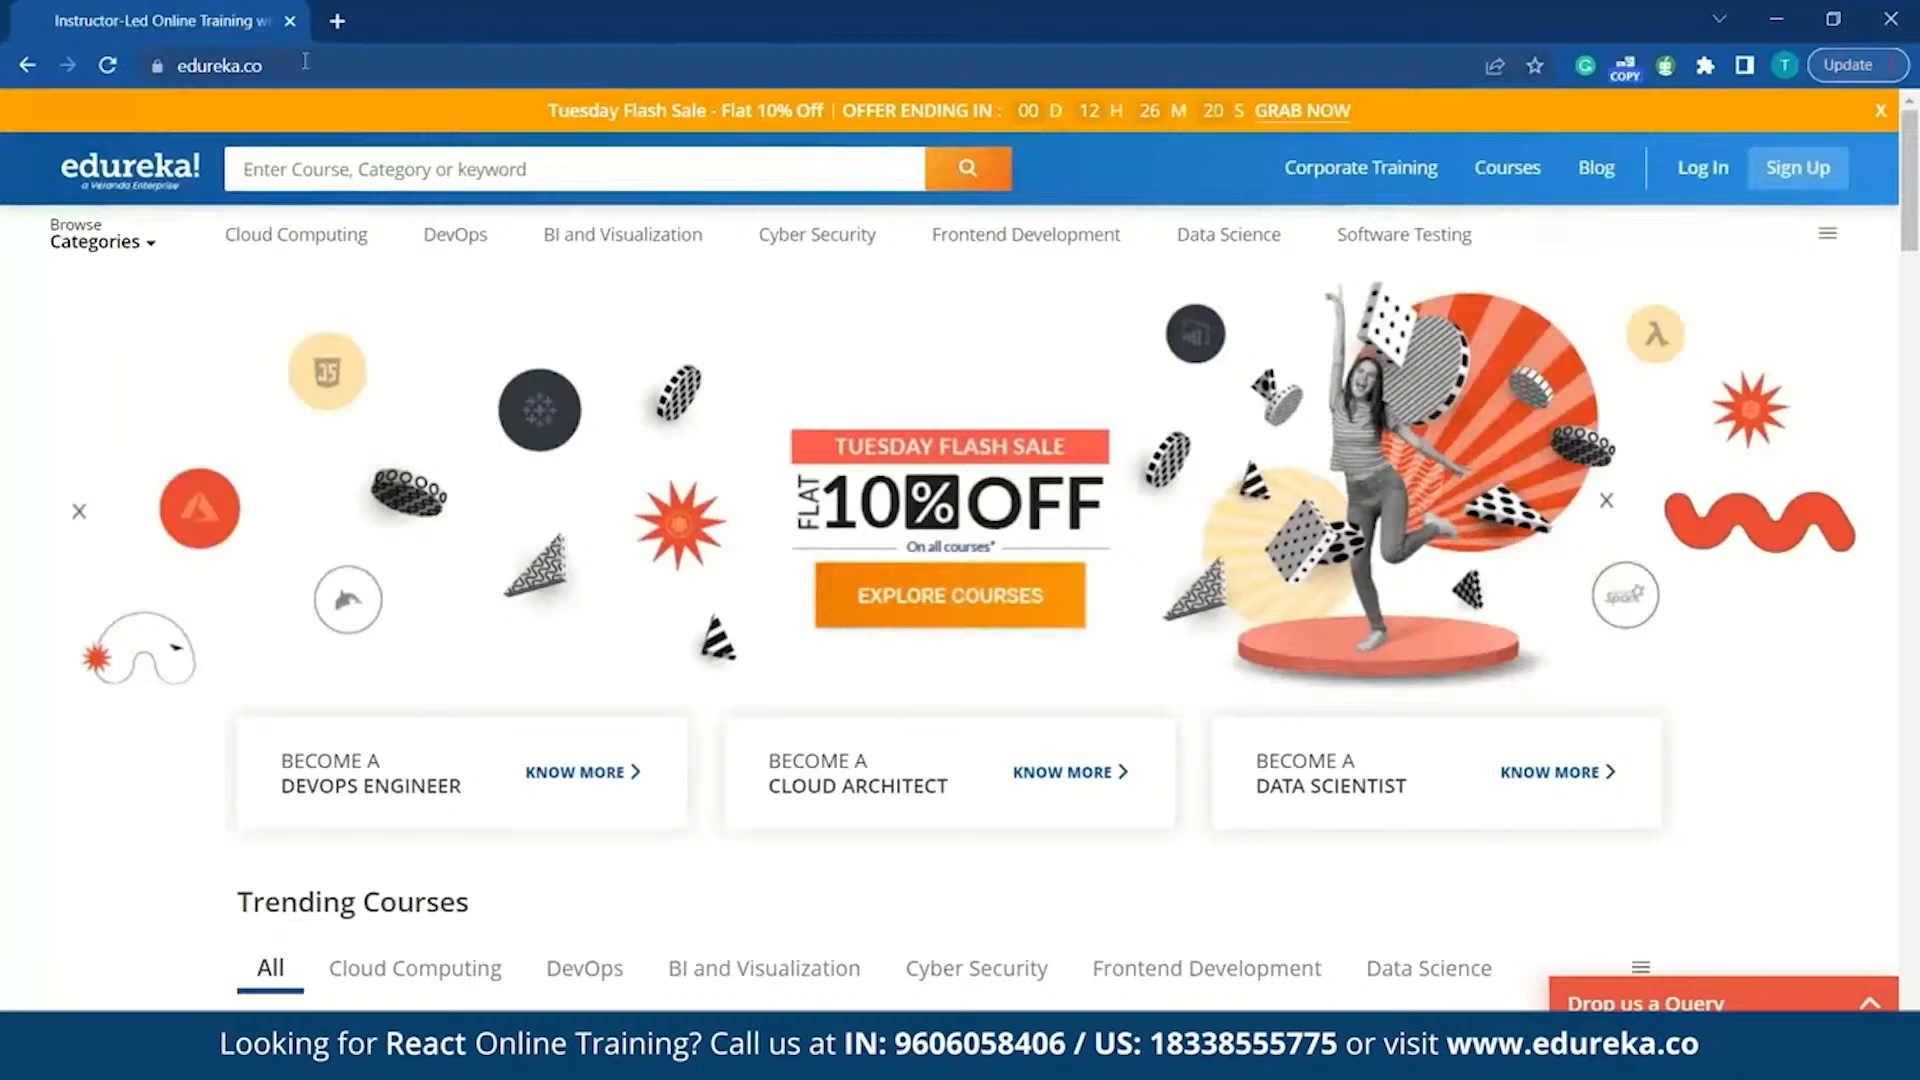 Instructor-Led Online Training w
edureka.co
COPY
T
Update
Tuesday Flash Sale - Flat 10% Off | OFFER ENDING IN : 00 D 12 H 26 M 20 S GRAB NOW X
edureka!
a Veranda Enterprise
Enter Course, Category or keyword
Corporate Training Courses Blog Log In Sign Up
Browse
Categories
Cloud Computing DevOps BI and Visualization Cyber Security Frontend Development Data Science Software Testing
JS
λ
TUESDAY FLASH SALE
FLAT 10% OFF
On all courses*
EXPLORE COURSES
Spark
BECOME A
DEVOPS ENGINEER
KNOW MORE
BECOME A
CLOUD ARCHITECT
KNOW MORE
BECOME A
DATA SCIENTIST
KNOW MORE
Trending Courses
All Cloud Computing DevOps BI and Visualization Cyber Security Frontend Development Data Science
Drop us a Query
Looking for React Online Training? Call us at IN: 9606058406 / US: 18338555775 or visit www.edureka.co